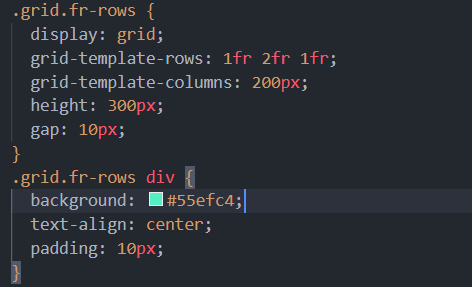 .grid.fr-rows {
  display: grid;
  grid-template-rows: 1fr 2fr 1fr;
  grid-template-columns: 200px;
  height: 300px;
  gap: 10px;
}
.grid.fr-rows div {
  background: #55efc4;
  text-align: center;
  padding: 10px;
}